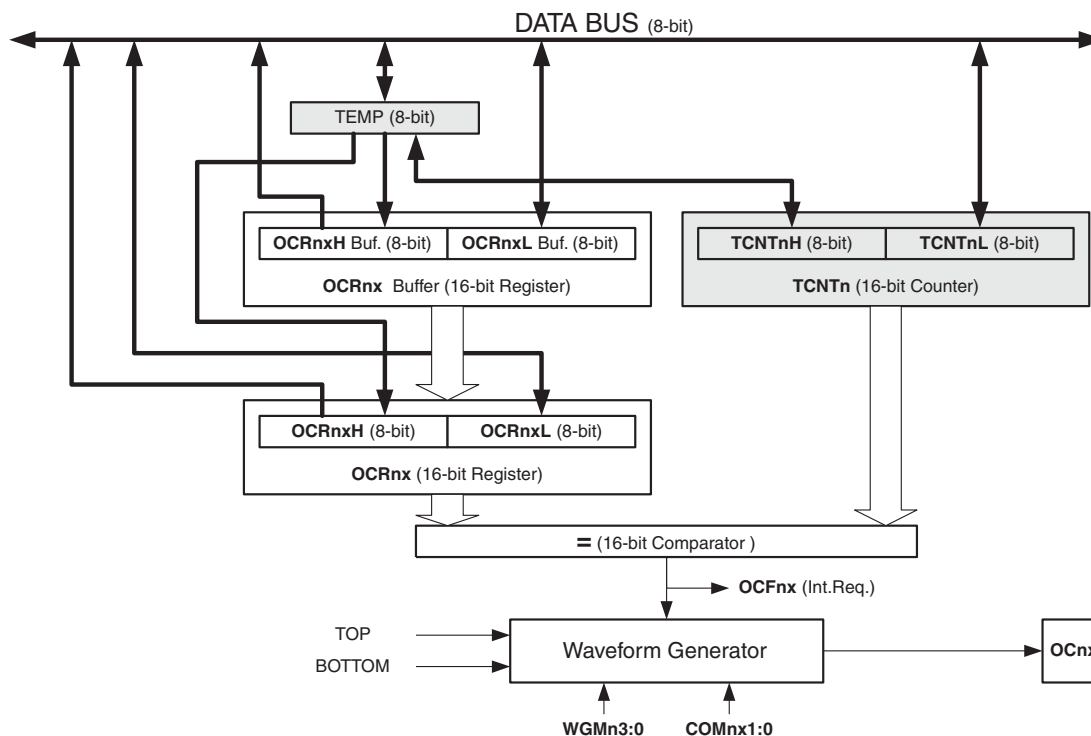 DATA BUS (8-bit)
TEMP (8-bit)
OCRnxH Buf. (8-bit)
OCRnxL Buf. (8-bit)
OCRnx Buffer (16-bit Register)
TCNTnH (8-bit)
TCNTnL (8-bit)
TCNTn (16-bit Counter)
OCRnxH (8-bit)
OCRnxL (8-bit)
OCRnx (16-bit Register)
= (16-bit Comparator )
OCFnx (Int.Req.)
TOP
BOTTOM
Waveform Generator
OCnx
WGMn3:0
COMnx1:0